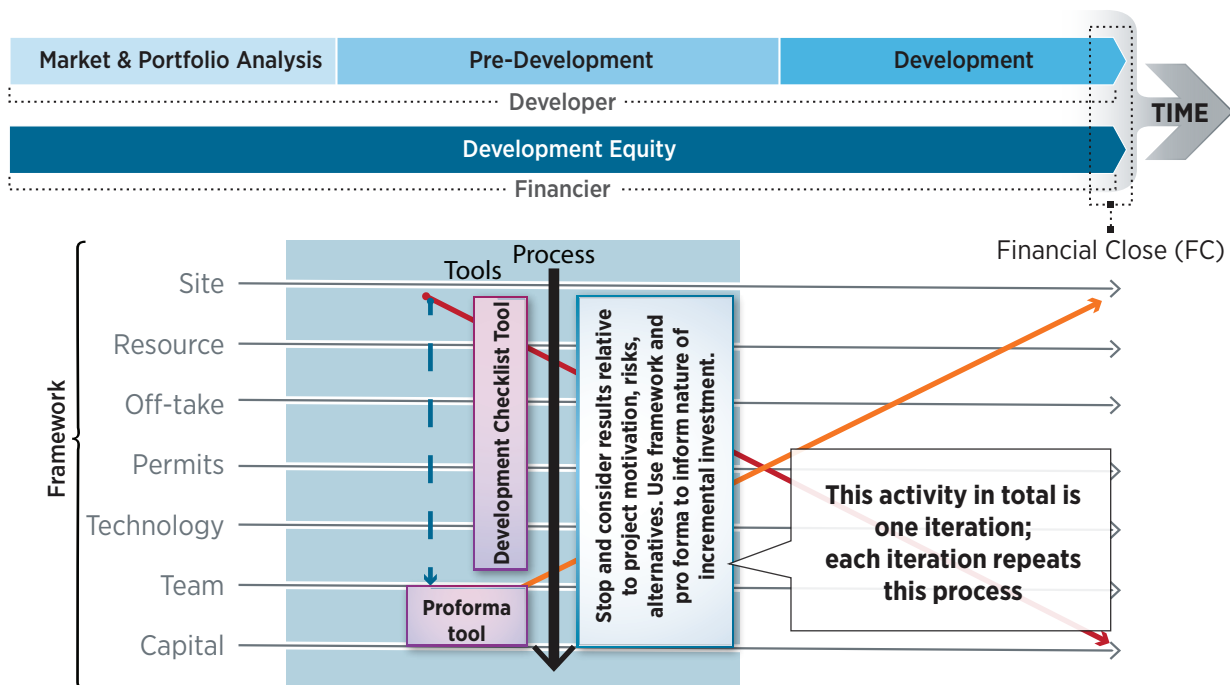 Market & Portfolio Analysis
Pre-Development
Development
Developer
TIME
Development Equity
Financier
Financial Close (FC)
Framework
Process
Tools
Site
Resource
Off-take
Permits
Technology
Team
Capital
Development Checklist Tool
Proforma
tool
Stop and consider results relative
to project motivation, risks,
alternatives. Use framework and
pro forma to inform nature of
incremental investment.
This activity in total is
one iteration;
each iteration repeats
this process